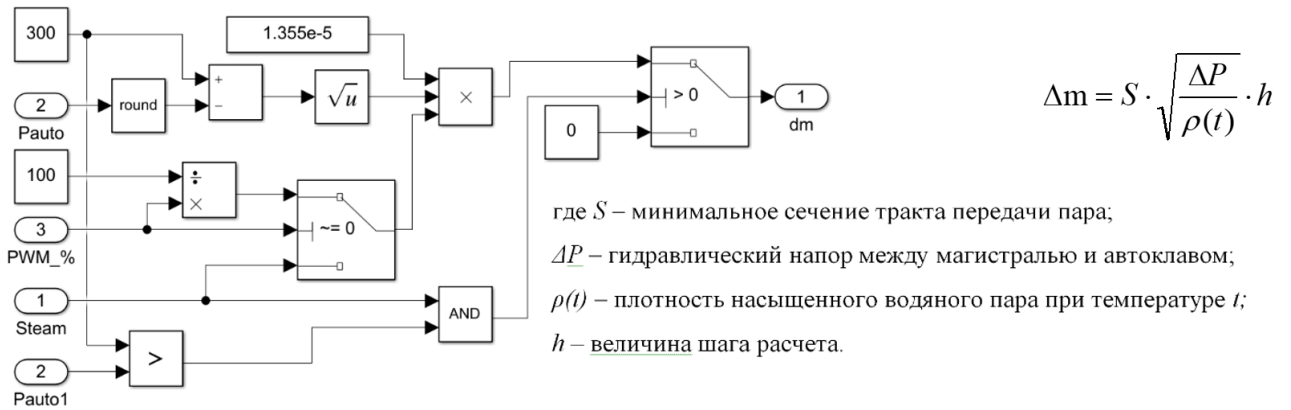 300
1.355e-5
2
Pauto
round
+
−
√u
×
> 0
0
1
dm
100
÷
×
3
PWM_%
~= 0
1
Steam
AND
>
2
Pauto1
Δm = S · √(ΔP / ρ(t)) · h
где S – минимальное сечение тракта передачи пара;
ΔP – гидравлический напор между магистралью и автоклавом;
ρ(t) – плотность насыщенного водяного пара при температуре t;
h – величина шага расчета.